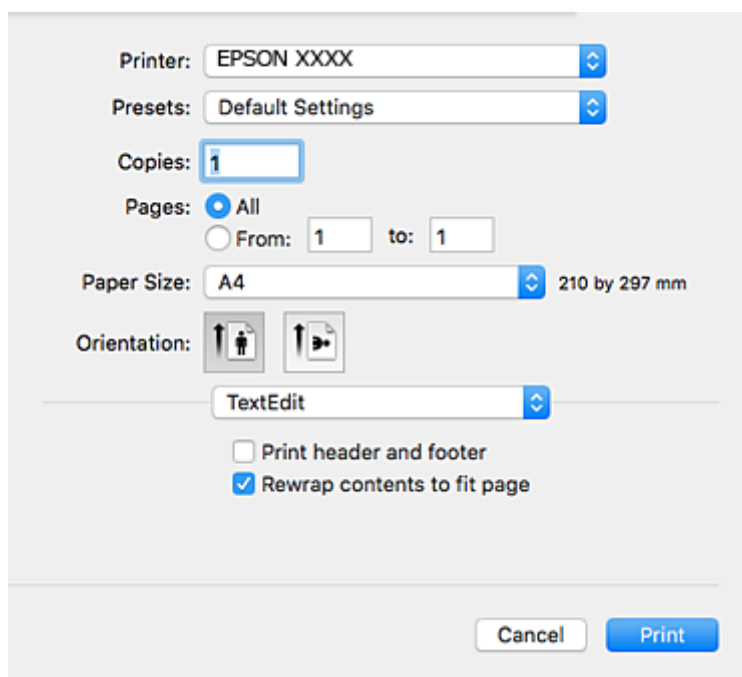 Printer: EPSON XXXX
Presets: Default Settings
Copies: 1
Pages: All
From: 1 to: 1
Paper Size: A4 210 by 297 mm
Orientation:
TextEdit
Print header and footer
Rewrap contents to fit page
Cancel Print